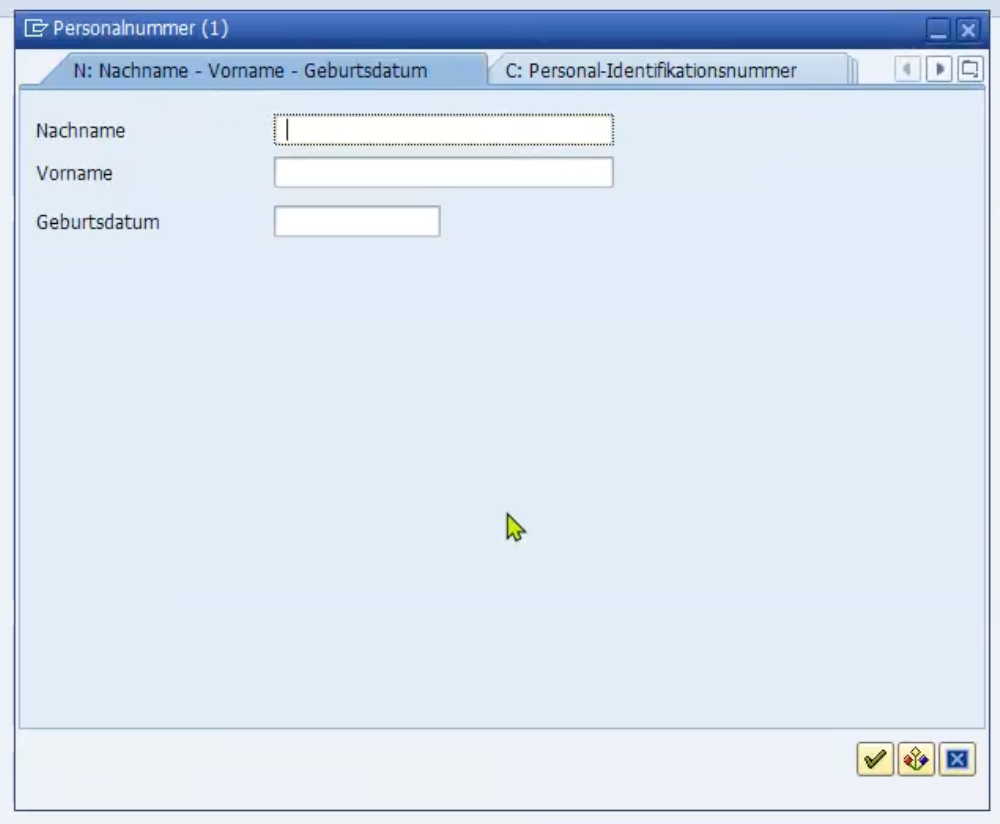 Personalnummer (1)
N: Nachname - Vorname - Geburtsdatum
C: Personal-Identifikationsnummer
Nachname
Vorname
Geburtsdatum